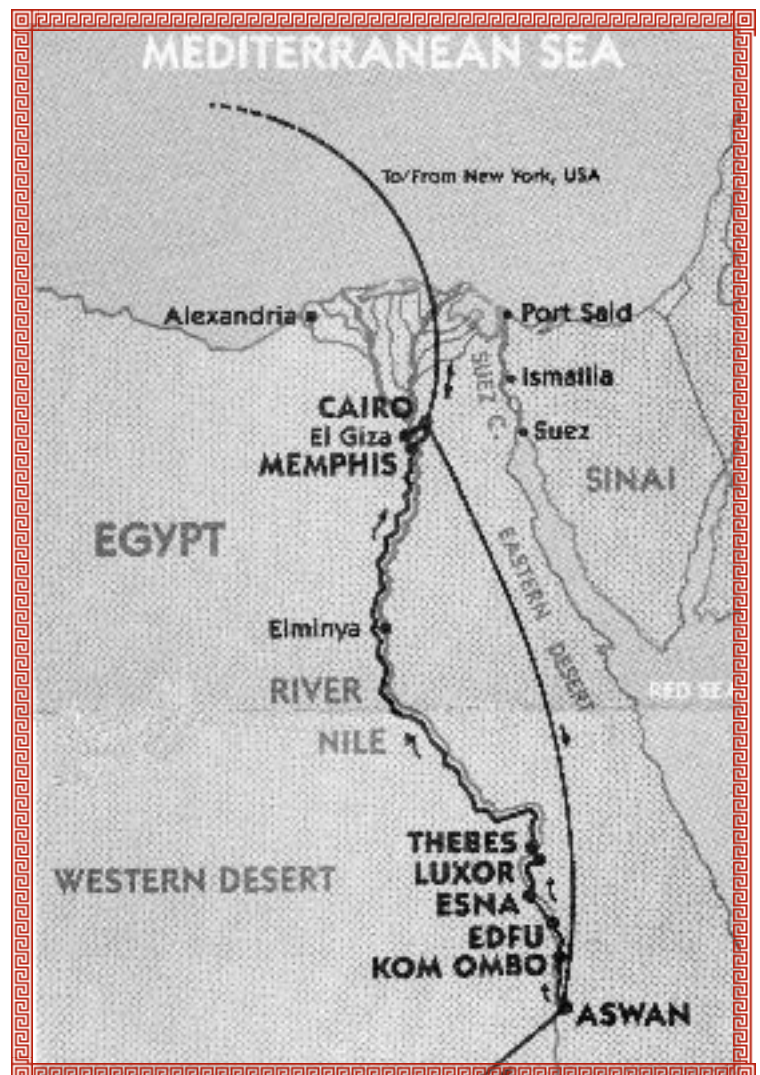 MEDITERRANEAN SEA
To/From New York, USA
Alexandria
Port Said
SUEZ C.
Ismailia
CAIRO
El Giza
Suez
MEMPHIS
SINAI
EGYPT
EASTERN DESERT
Elminya
RIVER
RED SEA
NILE
THEBES
LUXOR
WESTERN DESERT
ESNA
EDFU
KOM OMBO
ASWAN